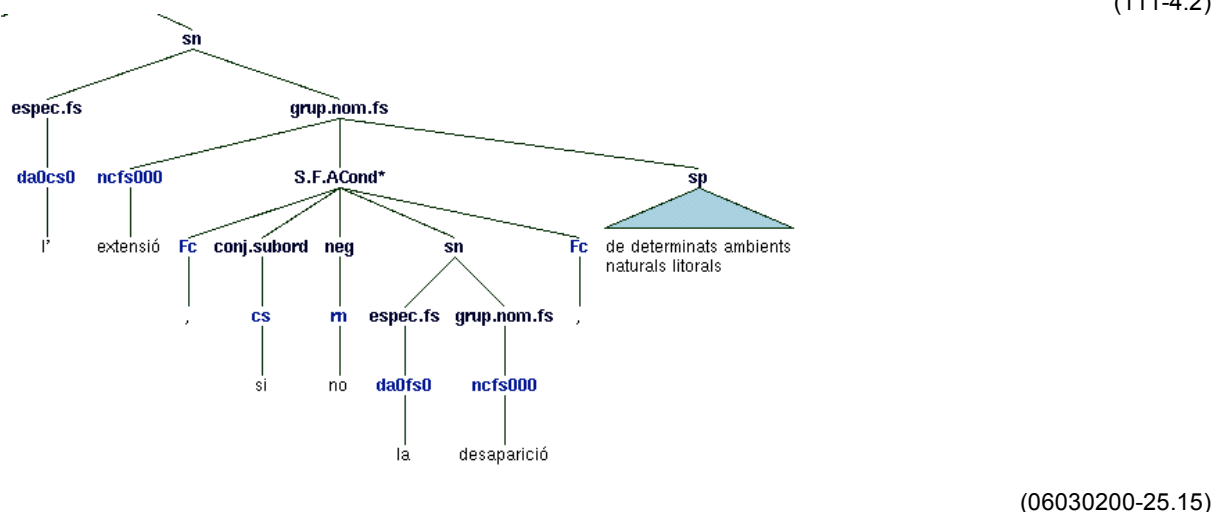 (111-4.2)
sn
espec.fs grup.nom.fs
da0cs0 ncfs000 S.F.ACond* sp
l' extensió Fc conj.subord neg sn Fc de determinats ambients
naturals litorals
, cs rn espec.fs grup.nom.fs ,
si no da0fs0 ncfs000
la desaparició
(06030200-25.15)